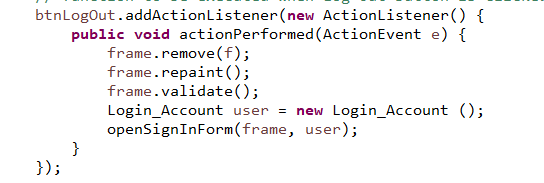 btnLogOut.addActionListener(new ActionListener() {
public void actionPerformed(ActionEvent e) {
frame.remove(f);
frame.repaint();
frame.validate();
Login_Account user = new Login_Account ();
openSignInForm(frame, user);
}
});